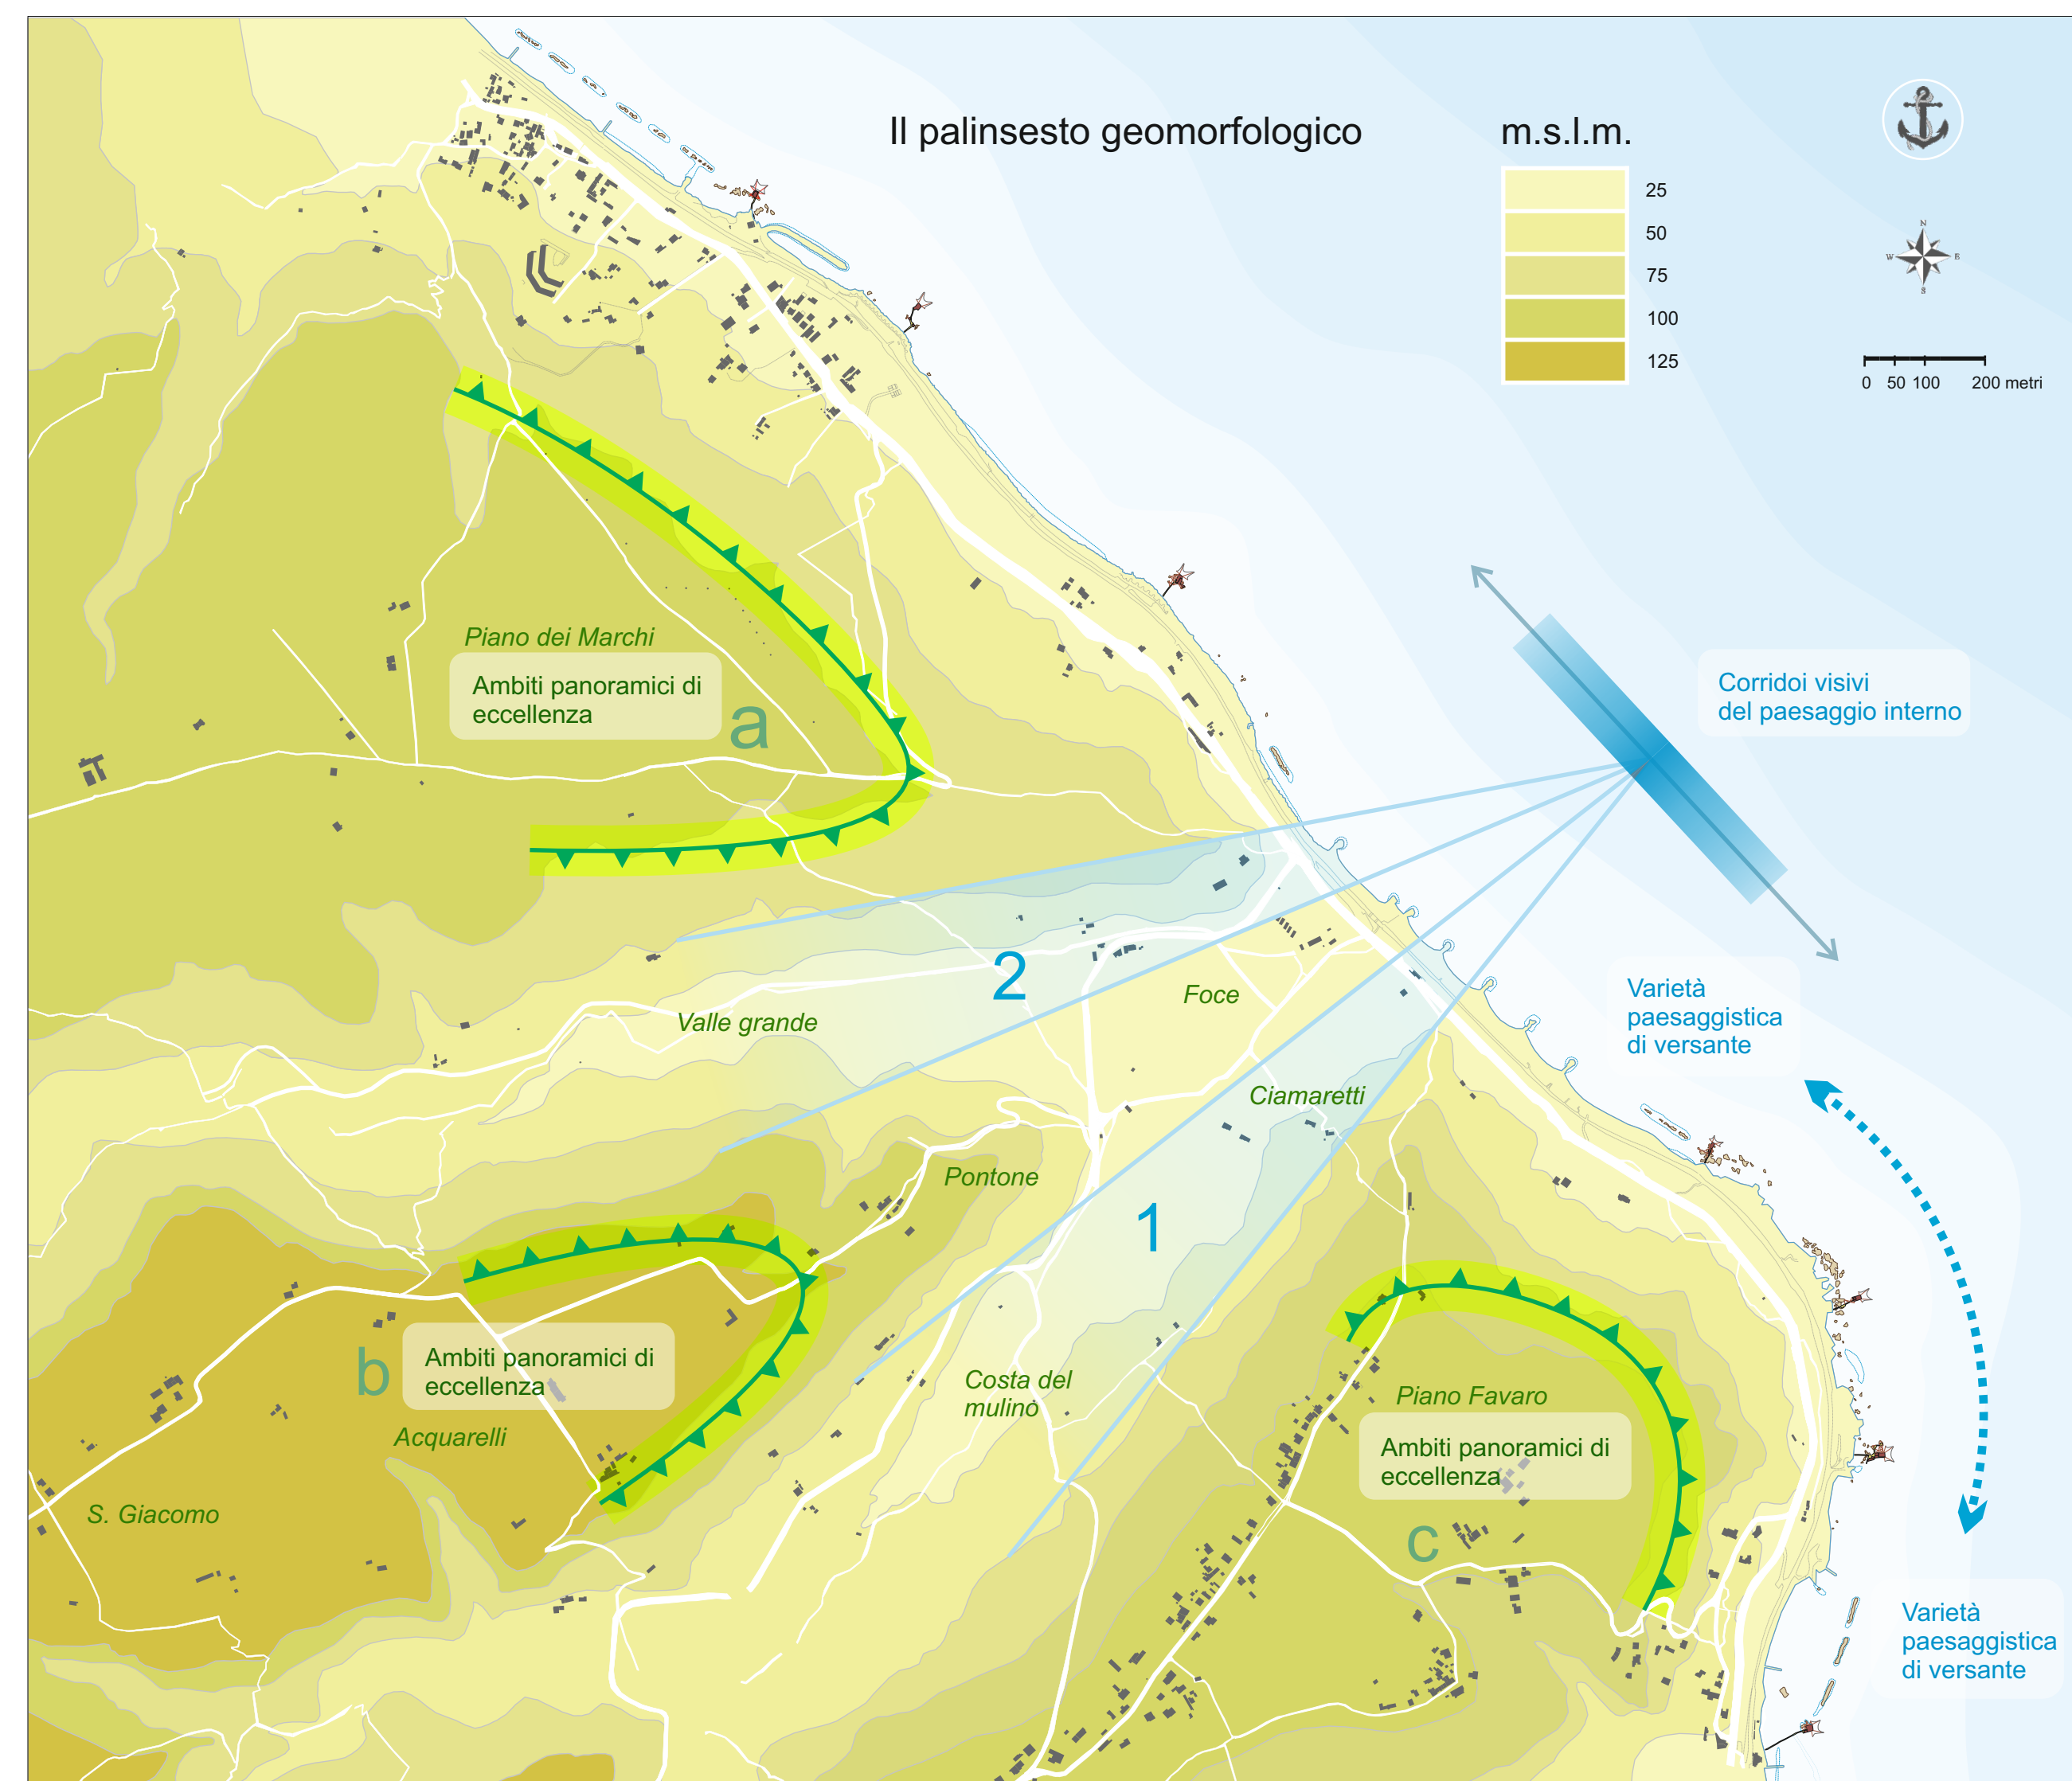 Il palinsesto geomorfologico
m.s.l.m.
25
50
75
100
125
N
W E
S
0 50 100 200 metri
Piano dei Marchi
Ambiti panoramici di
eccellenza
a
Corridoi visivi
del paesaggio interno
2
Foce
Valle grande
Varietà
paesaggistica
di versante
Ciamaretti
Pontone
1
b
Ambiti panoramici di
eccellenza
Acquarelli
Costa del
mulino
Piano Favaro
Ambiti panoramici di
eccellenza
c
S. Giacomo
Varietà
paesaggistica
di versante